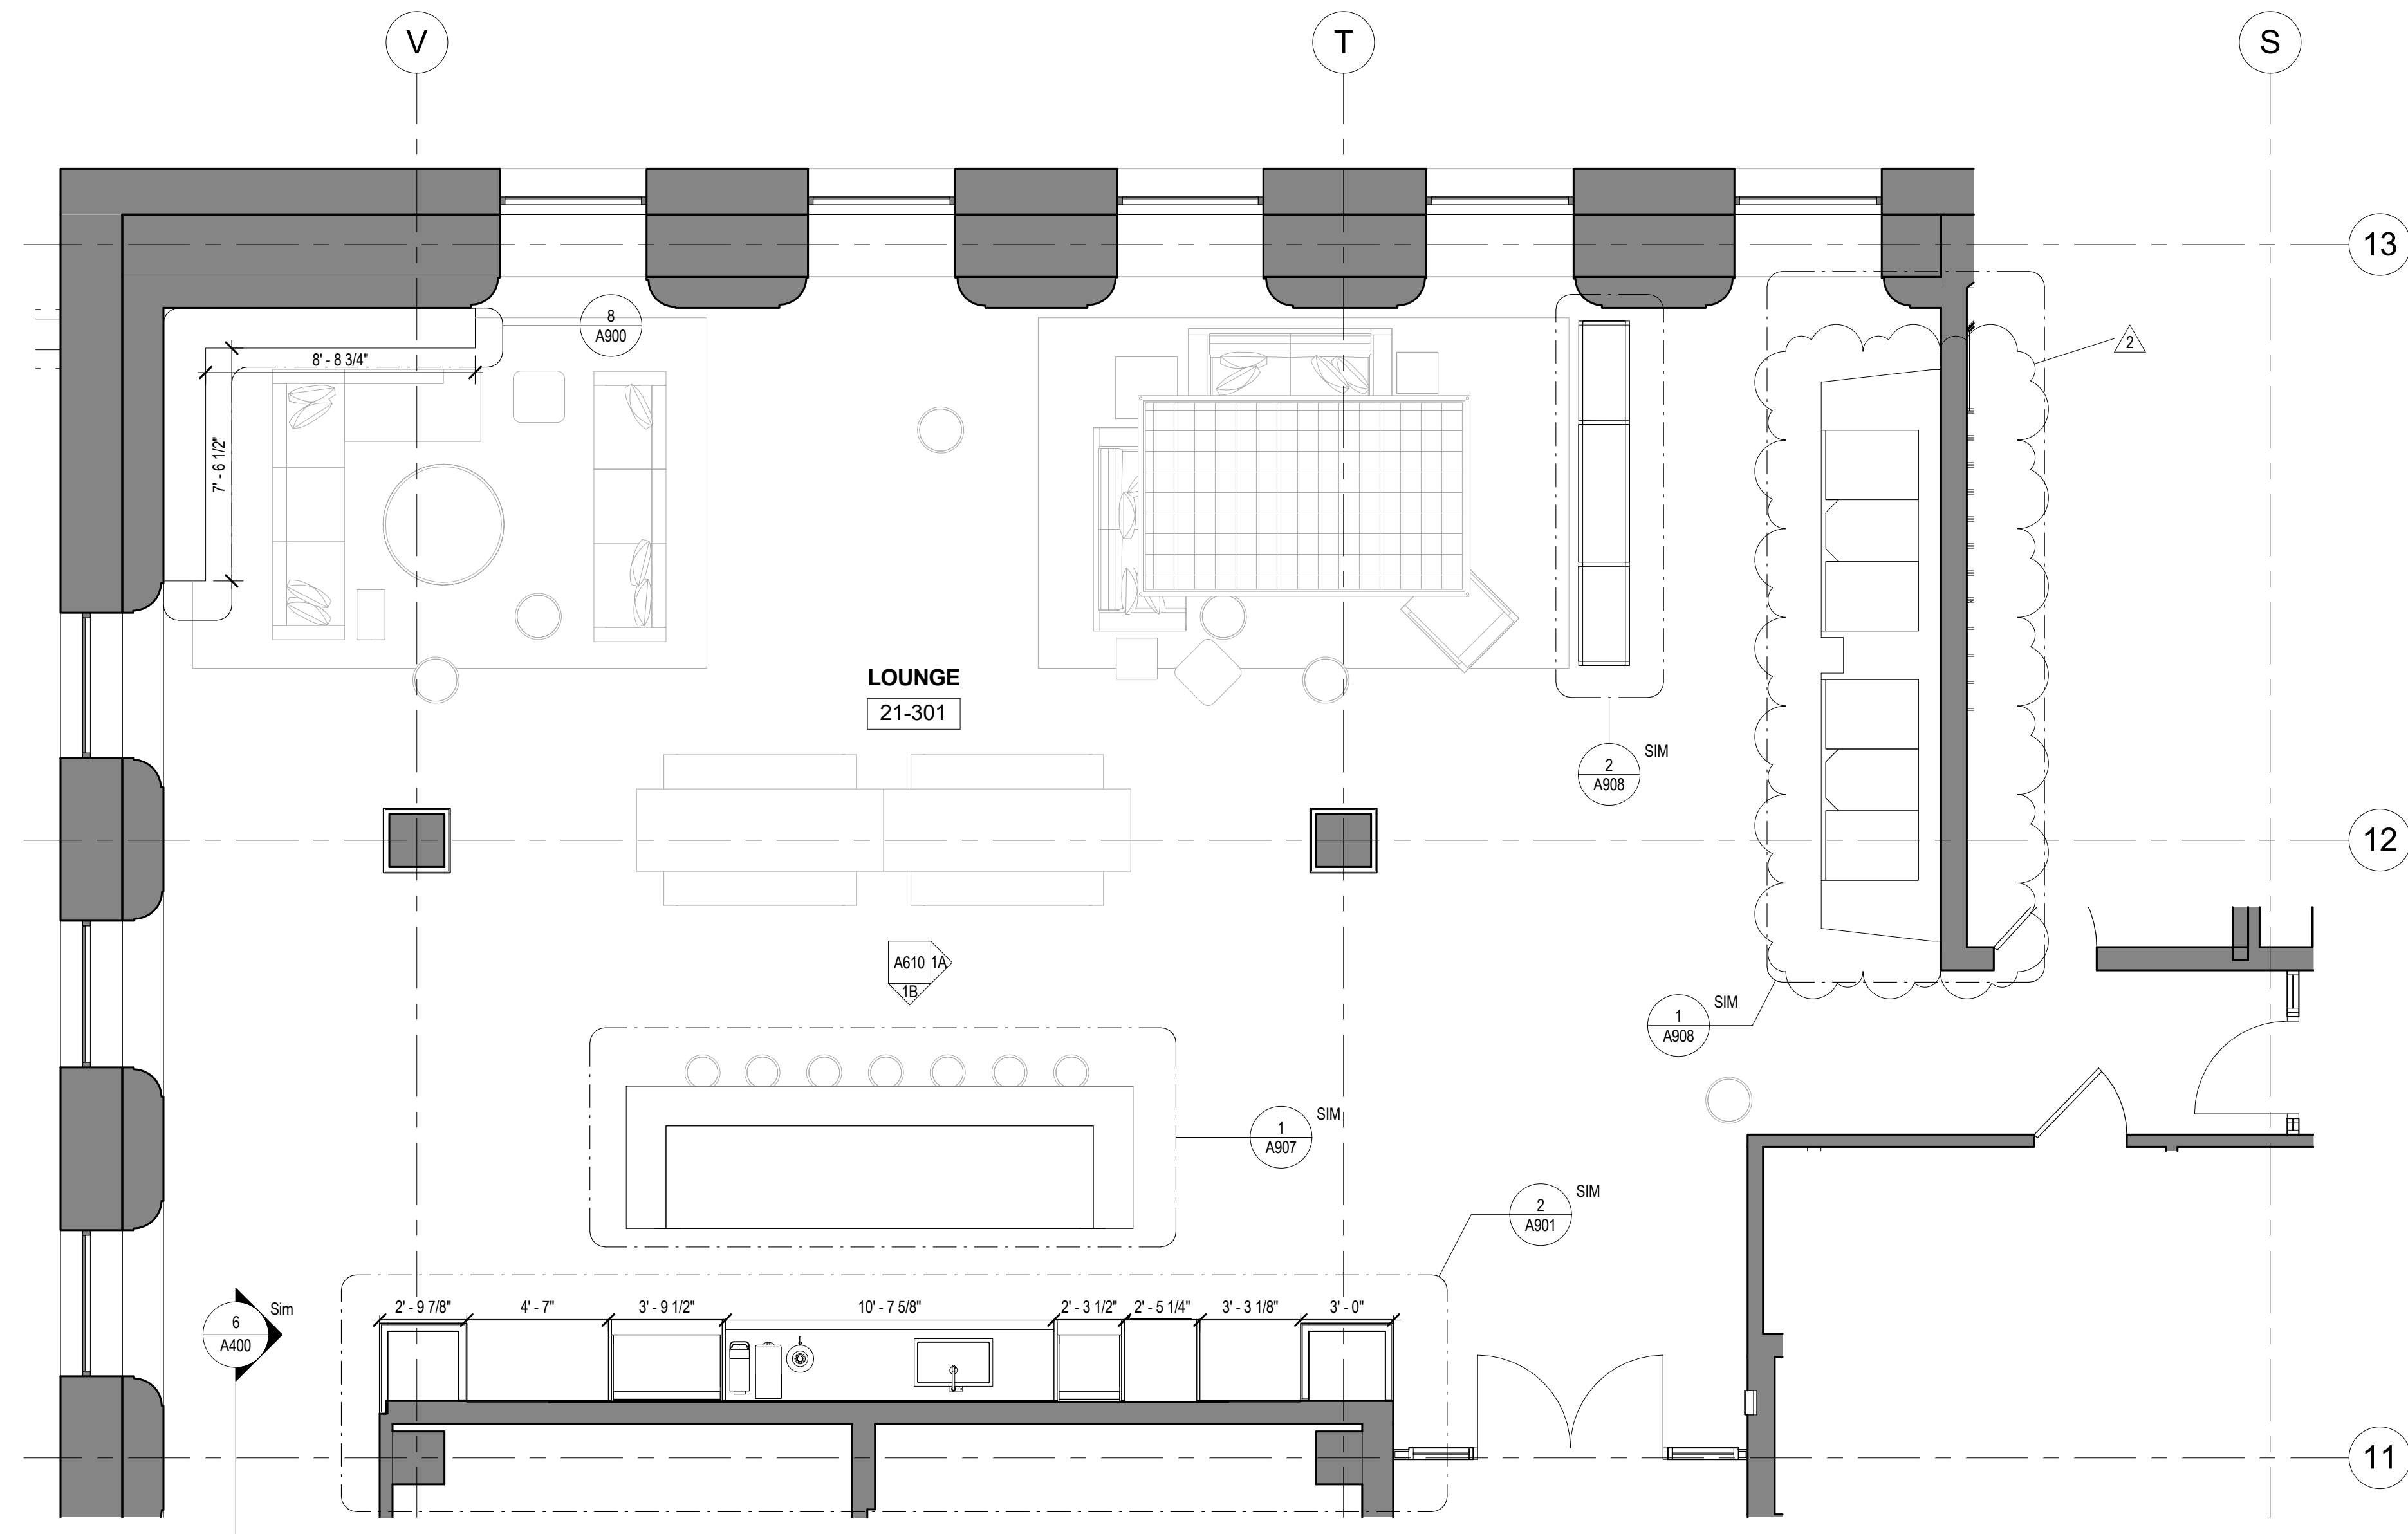 V
T
S
13
8
A900
2
8' - 8 3/4"
7' - 6 1/2"
LOUNGE
21-301
SIM
2
A908
12
A610 1A
1B
SIM
1
A908
SIM
1
A907
SIM
2
A901
Sim
6
A400
2' - 9 7/8"
4' - 7"
3' - 9 1/2"
10' - 7 5/8"
2' - 3 1/2"
2' - 5 1/4"
3' - 3 1/8"
3' - 0"
11